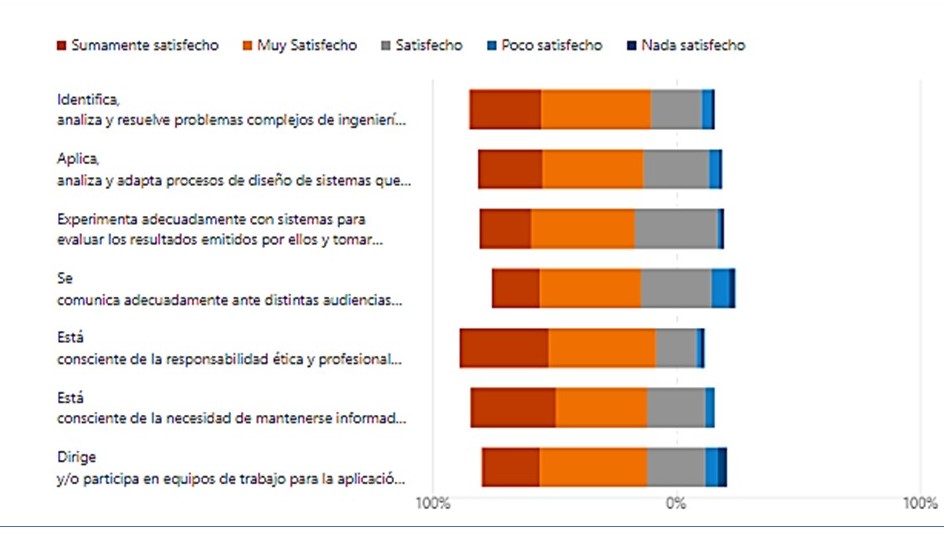 Sumamente satisfecho Muy Satisfecho Satisfecho Poco satisfecho Nada satisfecho
Identifica,
analiza y resuelve problemas complejos de ingenierí...
Aplica,
analiza y adapta procesos de diseño de sistemas que...
Experimenta adecuadamente con sistemas para
evaluar los resultados emitidos por ellos y tomar...
Se
comunica adecuadamente ante distintas audiencias...
Está
consciente de la responsabilidad ética y profesional...
Está
consciente de la necesidad de mantenerse informad...
Dirige
y/o participa en equipos de trabajo para la aplicació...
100% 0% 100%